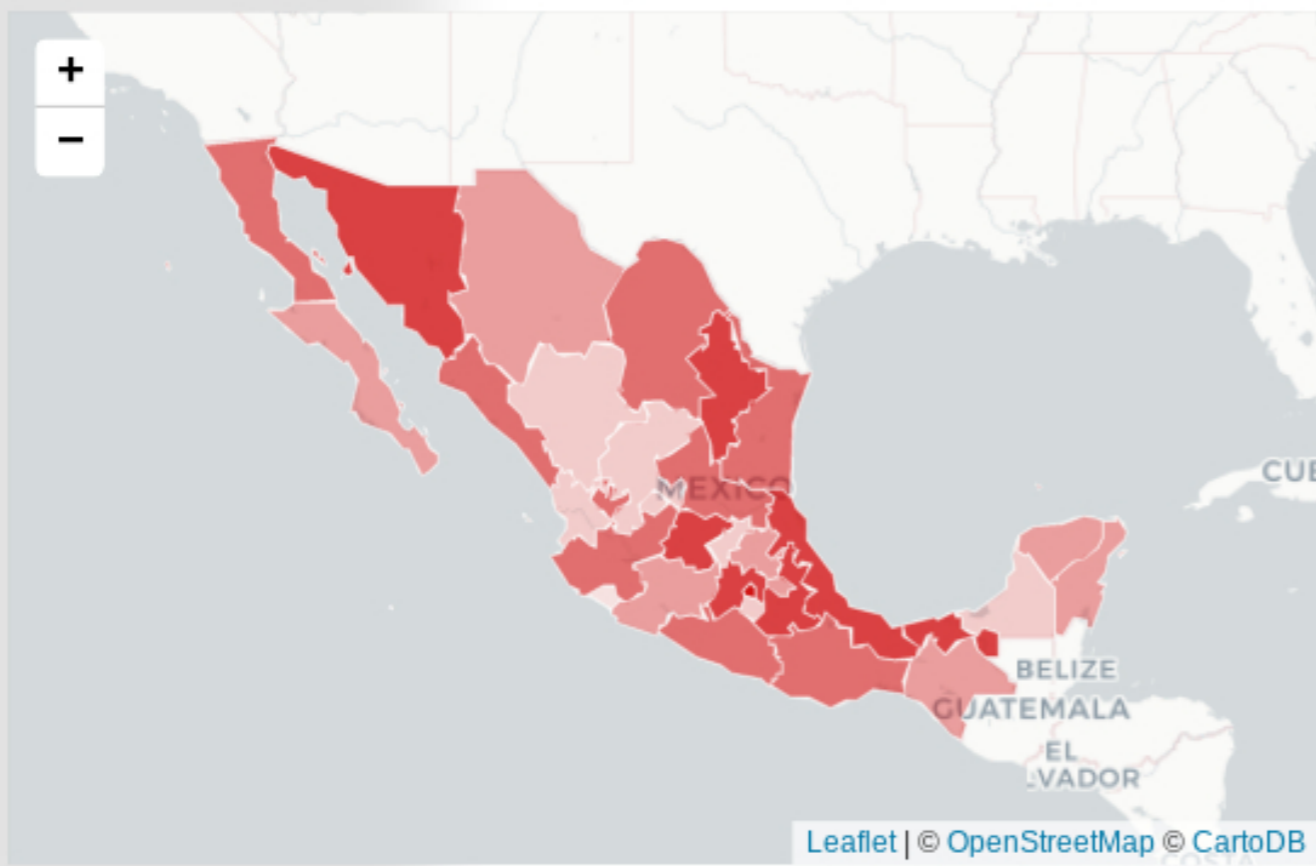 +
−
MEXICO
CUB
BELIZE
GUATEMALA
EL
VADOR
Leaflet | © OpenStreetMap © CartoDB